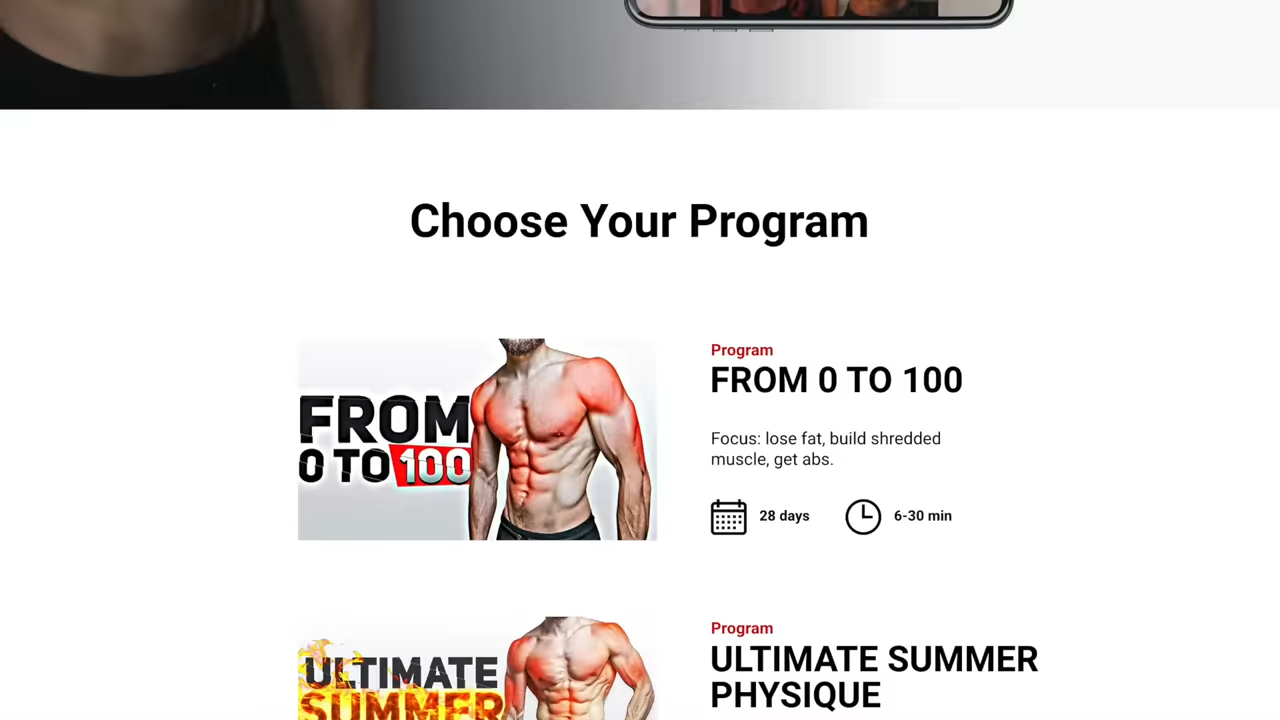 Choose Your Program
FROM
0 TO 100
Program
FROM 0 TO 100
Focus: lose fat, build shredded
muscle, get abs.
28 days
6-30 min
ULTIMATE
SUMMER
Program
ULTIMATE SUMMER
PHYSIQUE